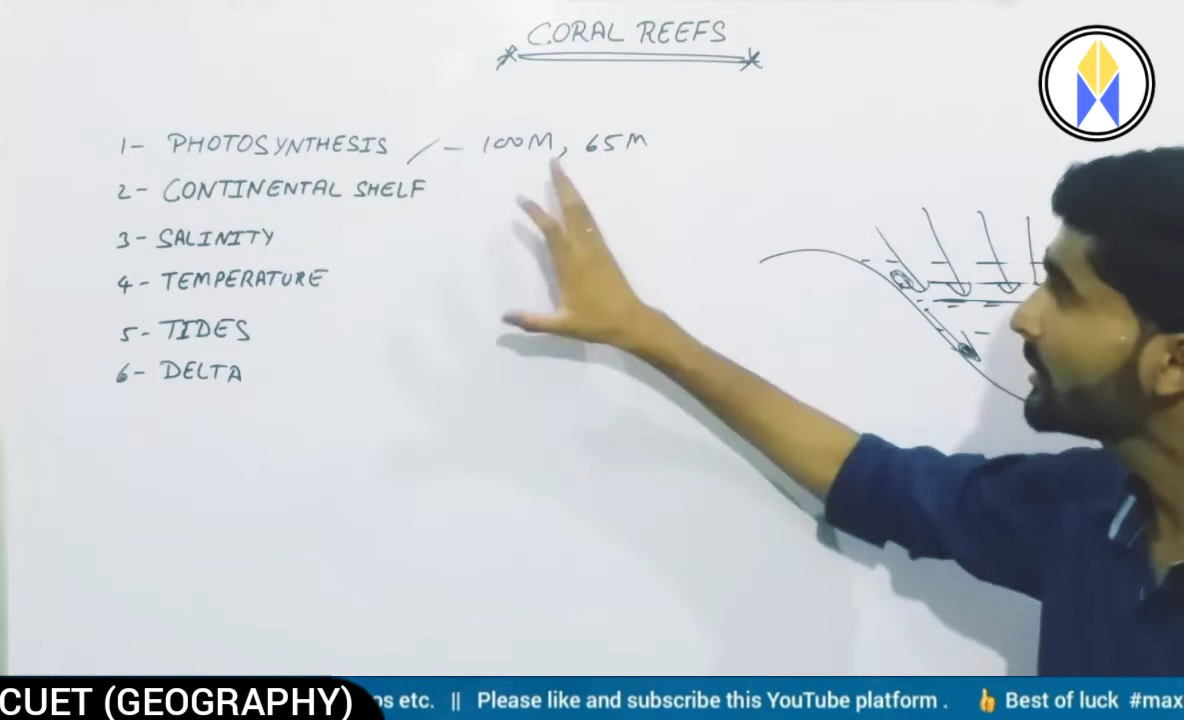 CORAL REEFS
1- PHOTOSYNTHESIS / - 100M, 65M
2- CONTINENTAL SHELF
3- SALINITY
4- TEMPERATURE
5- TIDES
6- DELTA
CUET (GEOGRAPHY) os etc. || Please like and subscribe this YouTube platform . 👍 Best of luck #max